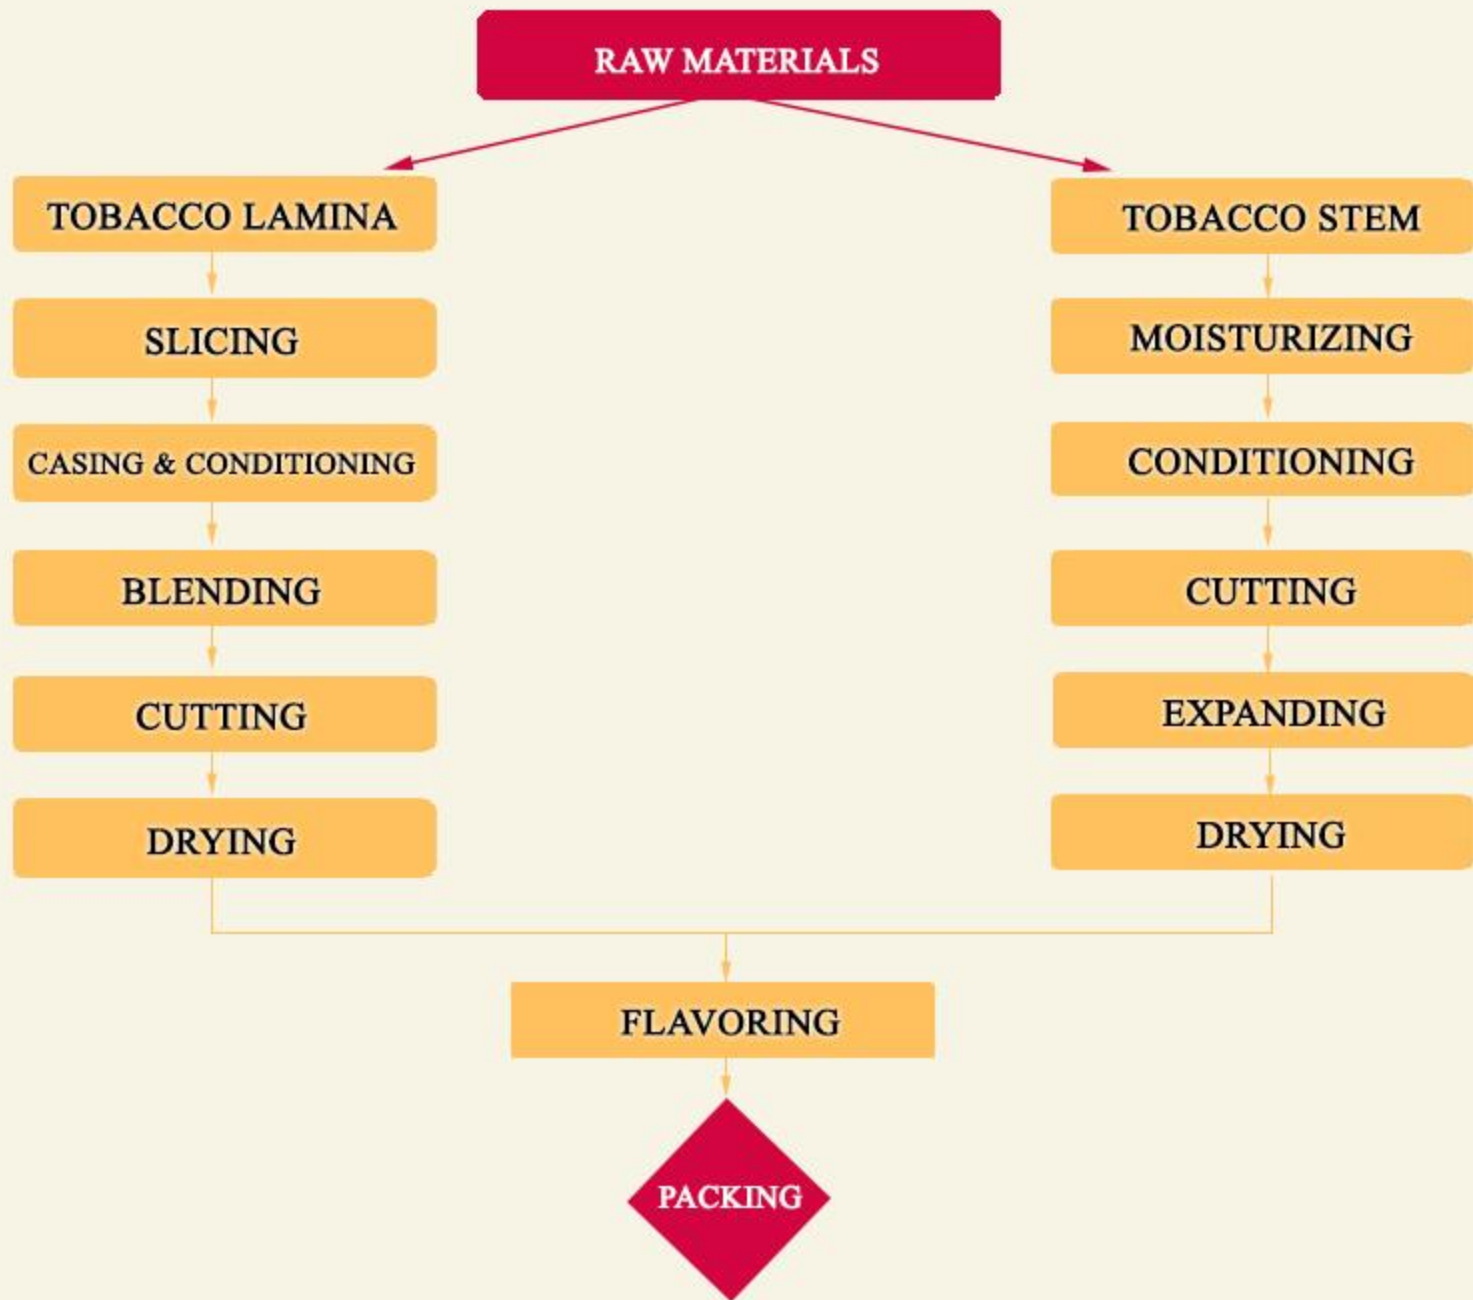 RAW MATERIALS
TOBACCO LAMINA
SLICING
CASING & CONDITIONING
BLENDING
CUTTING
DRYING
TOBACCO STEM
MOISTURIZING
CONDITIONING
CUTTING
EXPANDING
DRYING
FLAVORING
PACKING